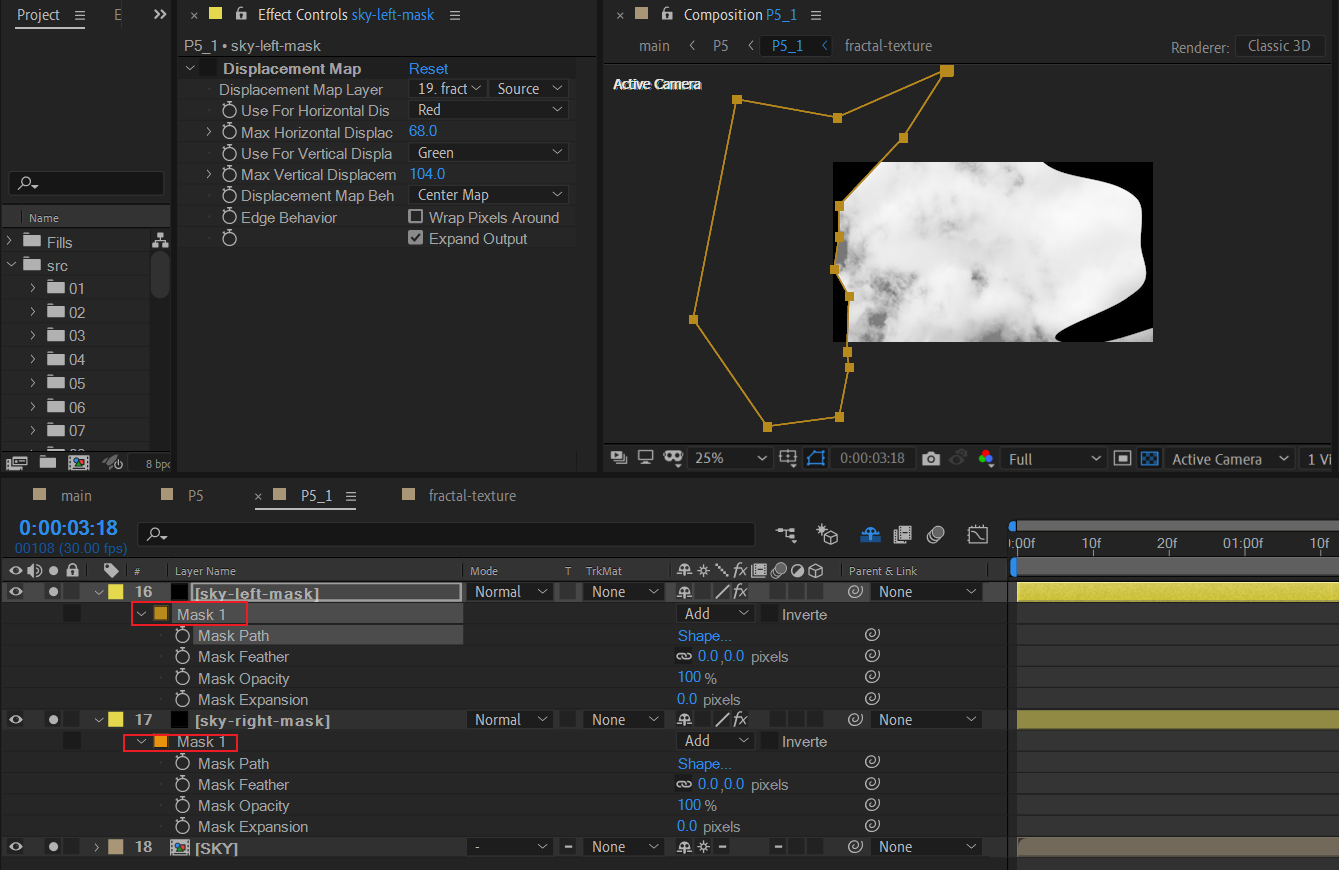 Project
E
Effect Controls sky-left-mask
P5_1 • sky-left-mask
Displacement Map Reset
Displacement Map Layer 19. fract Source
Use For Horizontal Dis Red
Max Horizontal Displac 68.0
Use For Vertical Displa Green
Max Vertical Displacem 104.0
Displacement Map Beh Center Map
Edge Behavior Wrap Pixels Around
Expand Output
Name
Fills
src
01
02
03
04
05
06
07
8 bpc
Composition P5_1
main < P5 < P5_1 < fractal-texture
Renderer: Classic 3D
Active Camera
25% 0:00:03:18 Full Active Camera 1 Vi
main P5 P5_1 fractal-texture
0:00:03:18
00108 (30.00 fps)
:00f 10f 20f 01:00f 10f
# Layer Name Mode T TrkMat Parent & Link
16 [sky-left-mask] Normal None None
Mask 1 Add Inverte
Mask Path Shape...
Mask Feather 0.0,0.0 pixels
Mask Opacity 100 %
Mask Expansion 0.0 pixels
17 [sky-right-mask] Normal None None
Mask 1 Add Inverte
Mask Path Shape...
Mask Feather 0.0,0.0 pixels
Mask Opacity 100 %
Mask Expansion 0.0 pixels
18 [SKY] - None None